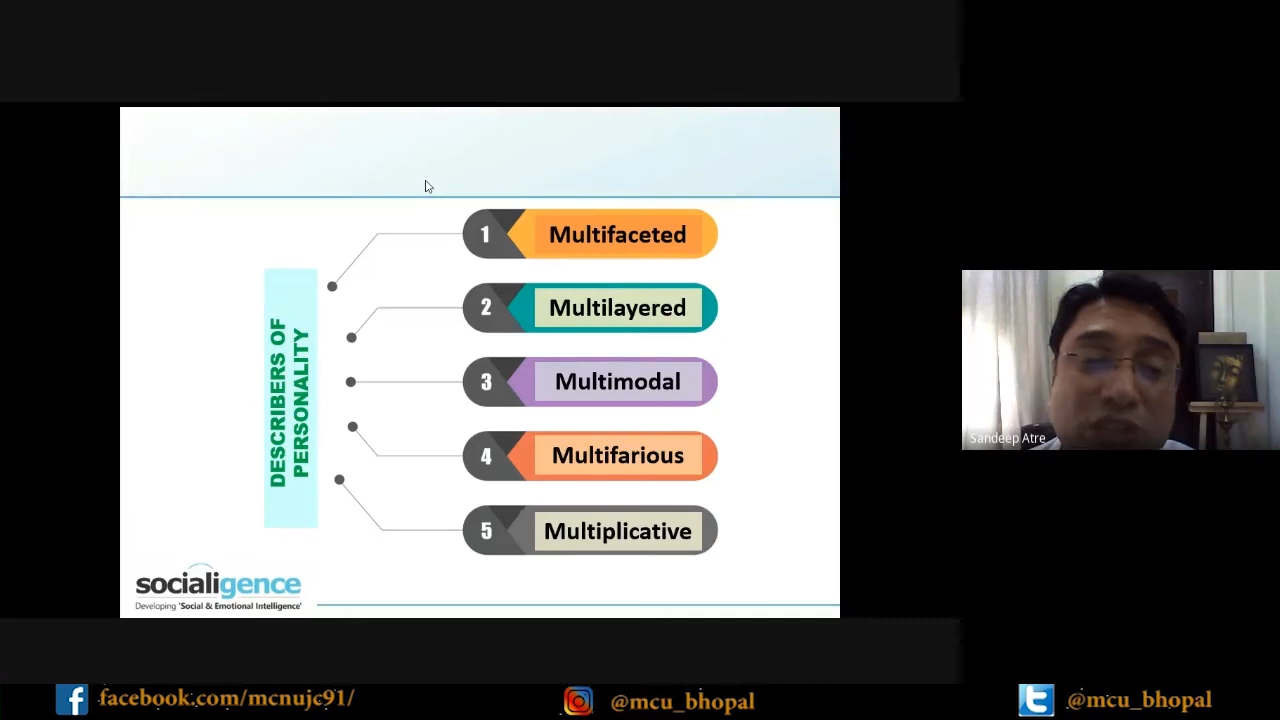 1 Multifaceted
2 Multilayered
3 Multimodal
4 Multifarious
5 Multiplicative
DESCRIBERS OF
PERSONALITY
socialigence
Developing 'Social & Emotional Intelligence'
Sandeep Atre
facebook.com/mcnujc91/
@mcu_bhopal
@mcu_bhopal